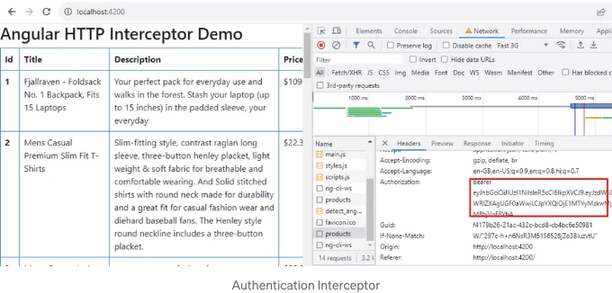 localhost:4200
Angular HTTP Interceptor Demo
Id Title Description Price
1 Fjallraven - Foldsack No. 1 Backpack, Fits 15 Laptops
Your perfect pack for everyday use and walks in the forest. Stash your laptop (up to 15 inches) in the padded sleeve, your everyday
$109
2 Mens Casual Premium Slim Fit T-Shirts
Slim-fitting style, contrast raglan long sleeve, three-button henley placket, light weight & soft fabric for breathable and comfortable wearing. And Solid stitched shirts with round neck made for durability and a great fit for casual fashion wear and diehard baseball fans. The Henley style round neckline includes a three-button placket.
$22.3
Elements Console Sources Network Performance Memory Application
Preserve log Disable cache Fast 3G
Filter Invert Hide data URLs
All Fetch/XHR JS CSS Img Media Font Doc WS Wasm Manifest Other Has blocked c
3rd-party requests
1000 ms 2000 ms 3000 ms 4000 ms 5000 m
Name
main.js
styles.js
scripts.js
ng-cli-ws
products
detect_ang
favicon.ico
products
ng-cli-ws
14 requests 3.2 k
Headers Preview Response Initiator Timing
Accept-Encoding: gzip, deflate, br
Accept-Language: en-GB,en-US;q=0.9,en;q=0.8,hi;q=0.7
Authorization: bearer
Guid: f4179b26-21ac-432c-bcd8-cb4bc6e50981
If-None-Match:
Origin: http://localhost:4200
Referer: http://localhost:4200/
Authentication Interceptor